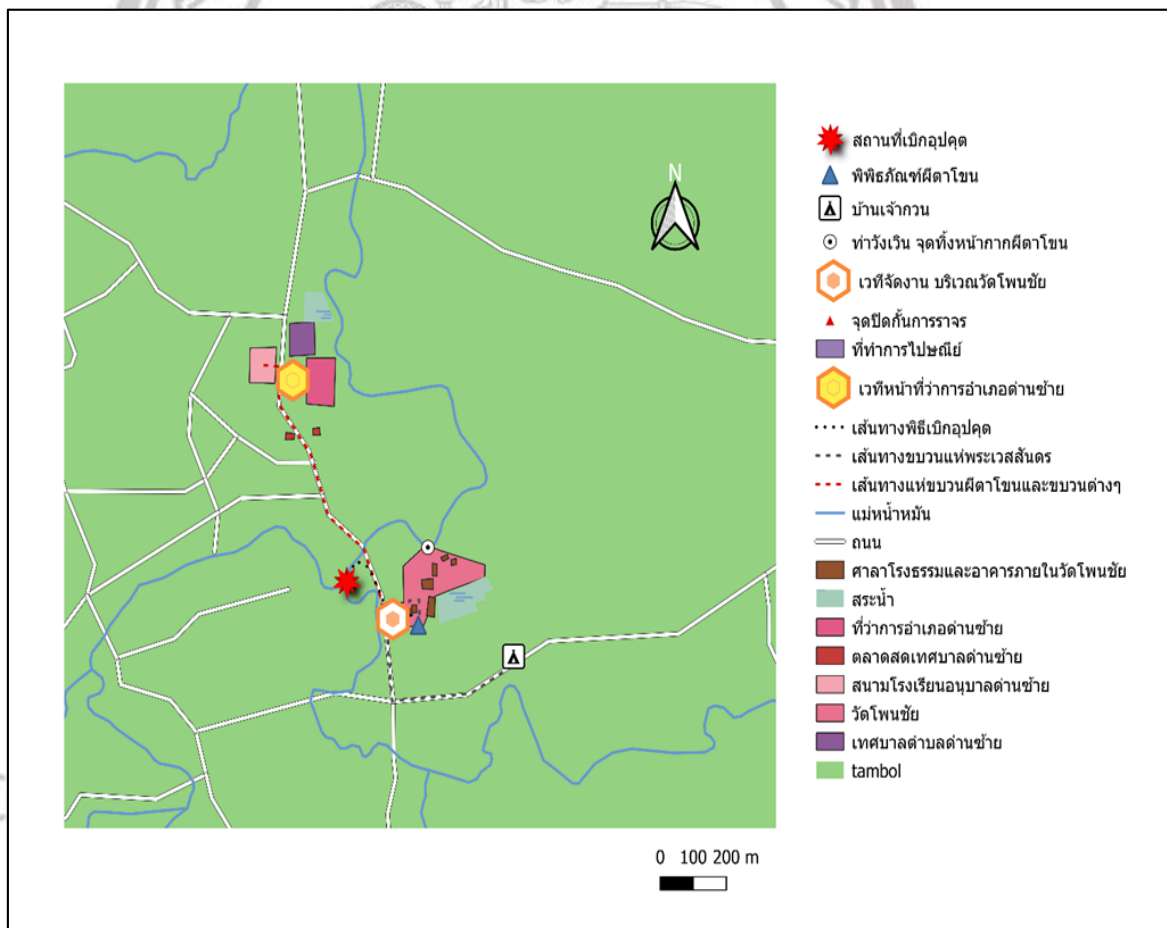 N
สถานที่เบิกอุปคุต
พิพิธภัณฑ์ผีตาโขน
บ้านเจ้ากวน
ท่าวังเวิน จุดทิ้งหน้ากากผีตาโขน
เวทีจัดงาน บริเวณวัดโพนชัย
จุดปิดกั้นการราจร
ที่ทำการไปษณีย์
เวทีหน้าที่ว่าการอำเภอด่านซ้าย
เส้นทางพิธีเบิกอุปคุต
เส้นทางขบวนแห่พระเวสสันดร
เส้นทางแห่ขบวนผีตาโขนและขบวนต่างๆ
แม่หน้ำหมัน
ถนน
ศาลาโรงธรรมและอาคารภายในวัดโพนชัย
สระน้ำ
ที่ว่าการอำเภอด่านซ้าย
ตลาดสดเทศบาลด่านซ้าย
สนามโรงเรียนอนุบาลด่านซ้าย
วัดโพนชัย
เทศบาลตำบลด่านซ้าย
tambol
0 100 200 m